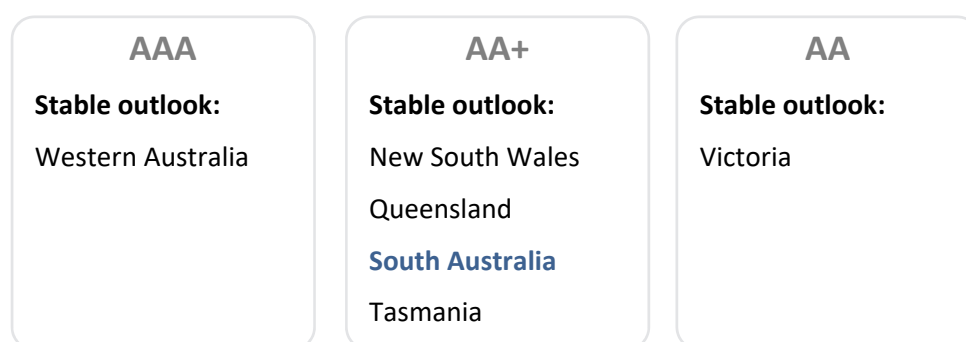 AAA
Stable outlook:
Western Australia
AA+
Stable outlook:
New South Wales
Queensland
South Australia
Tasmania
AA
Stable outlook:
Victoria